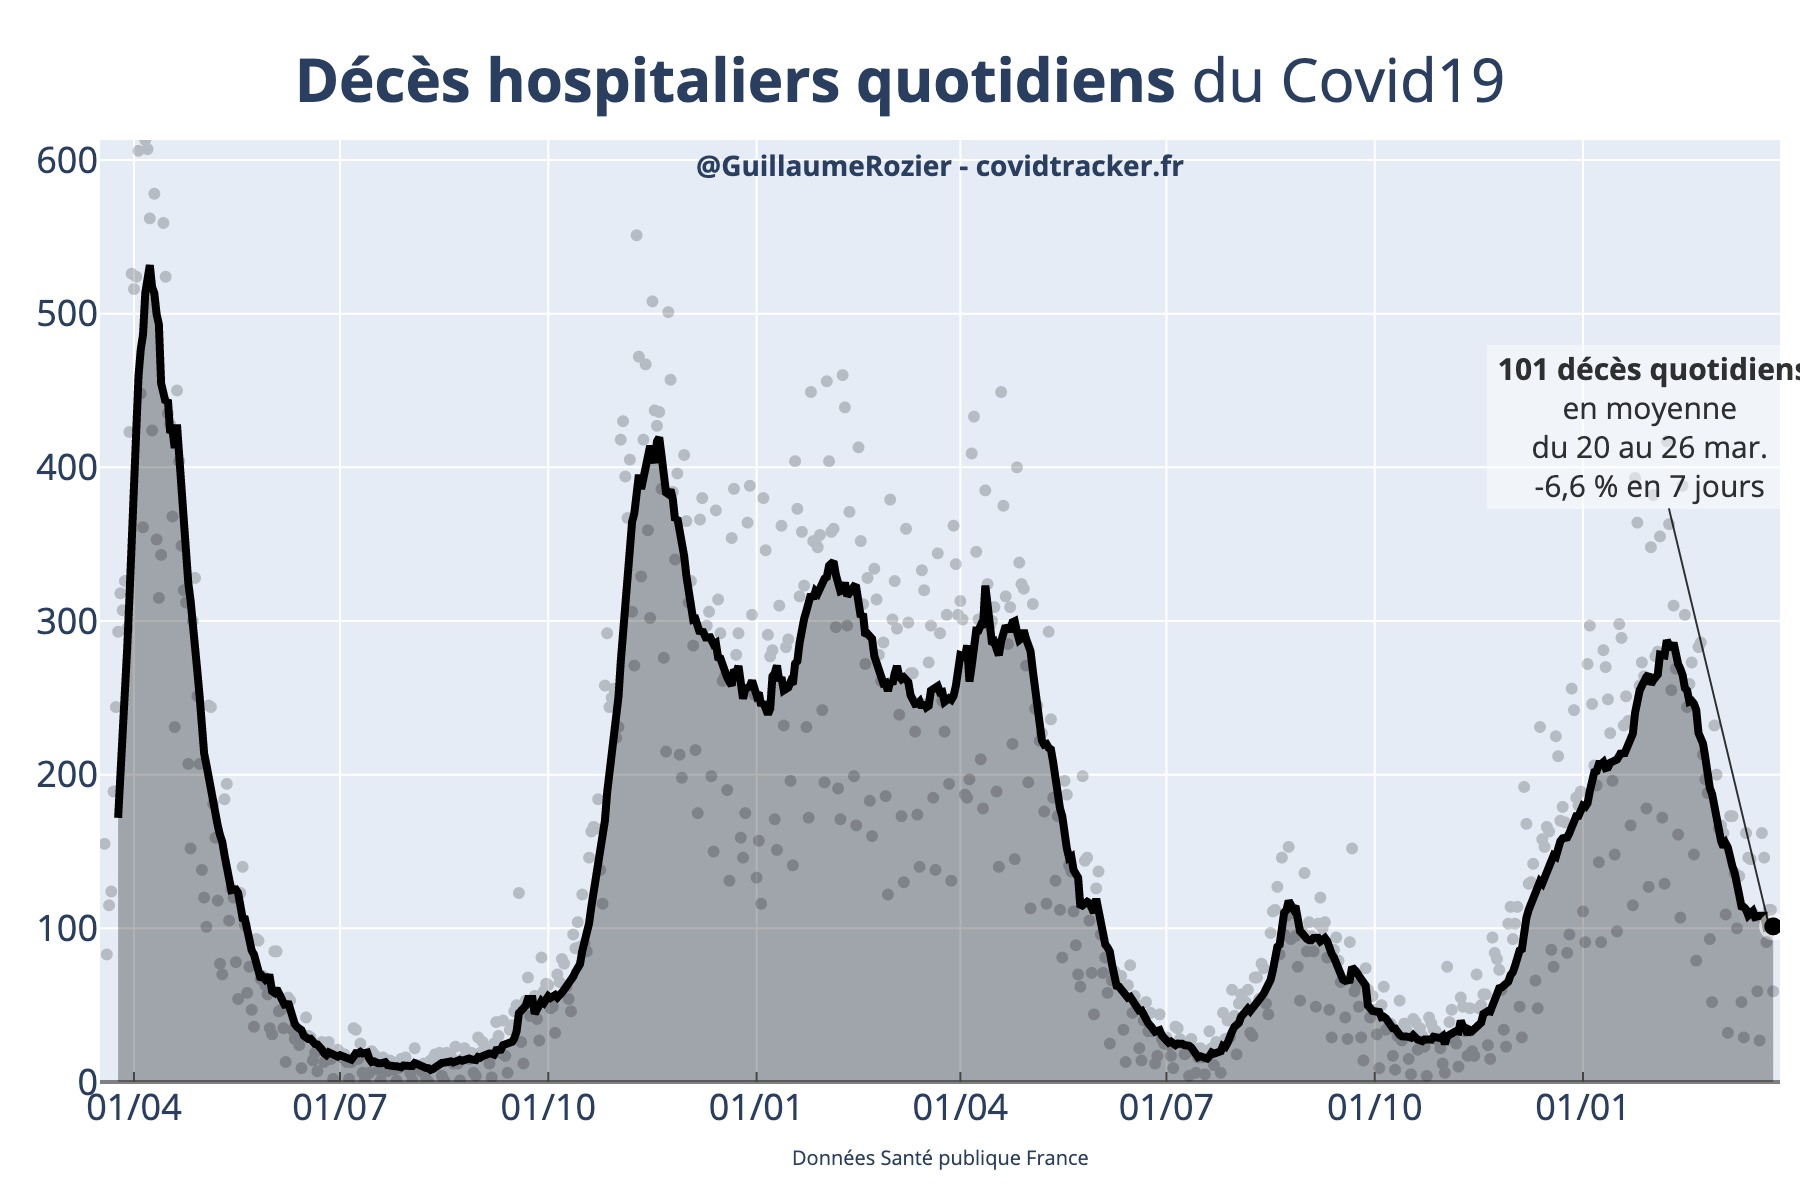 Décès hospitaliers quotidiens du Covid19
@GuillaumeRozier - covidtracker.fr
600
500
400
300
200
100
0
101 décès quotidiens
en moyenne
du 20 au 26 mar.
-6,6 % en 7 jours
01/04 01/07 01/10 01/01 01/04 01/07 01/10 01/01
Données Santé publique France